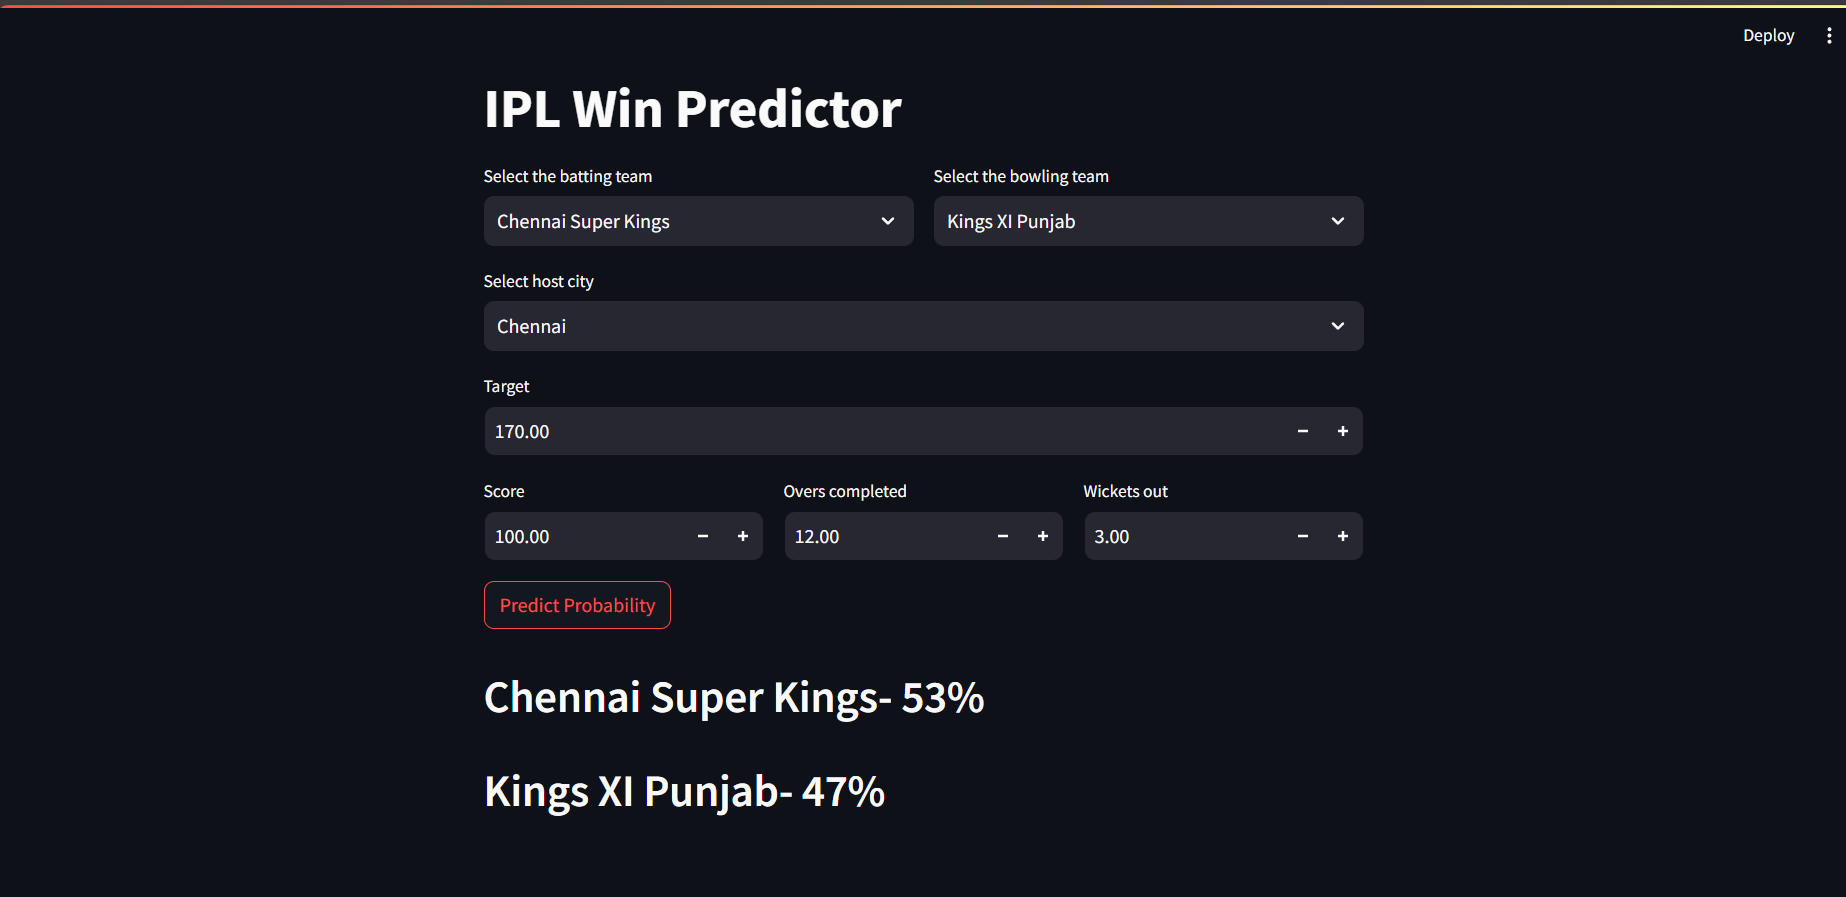 Deploy
IPL Win Predictor
Select the batting team
Select the bowling team
Chennai Super Kings
Kings XI Punjab
Select host city
Chennai
Target
170.00
Score
Overs completed
Wickets out
100.00
12.00
3.00
Predict Probability
Chennai Super Kings- 53%
Kings XI Punjab- 47%